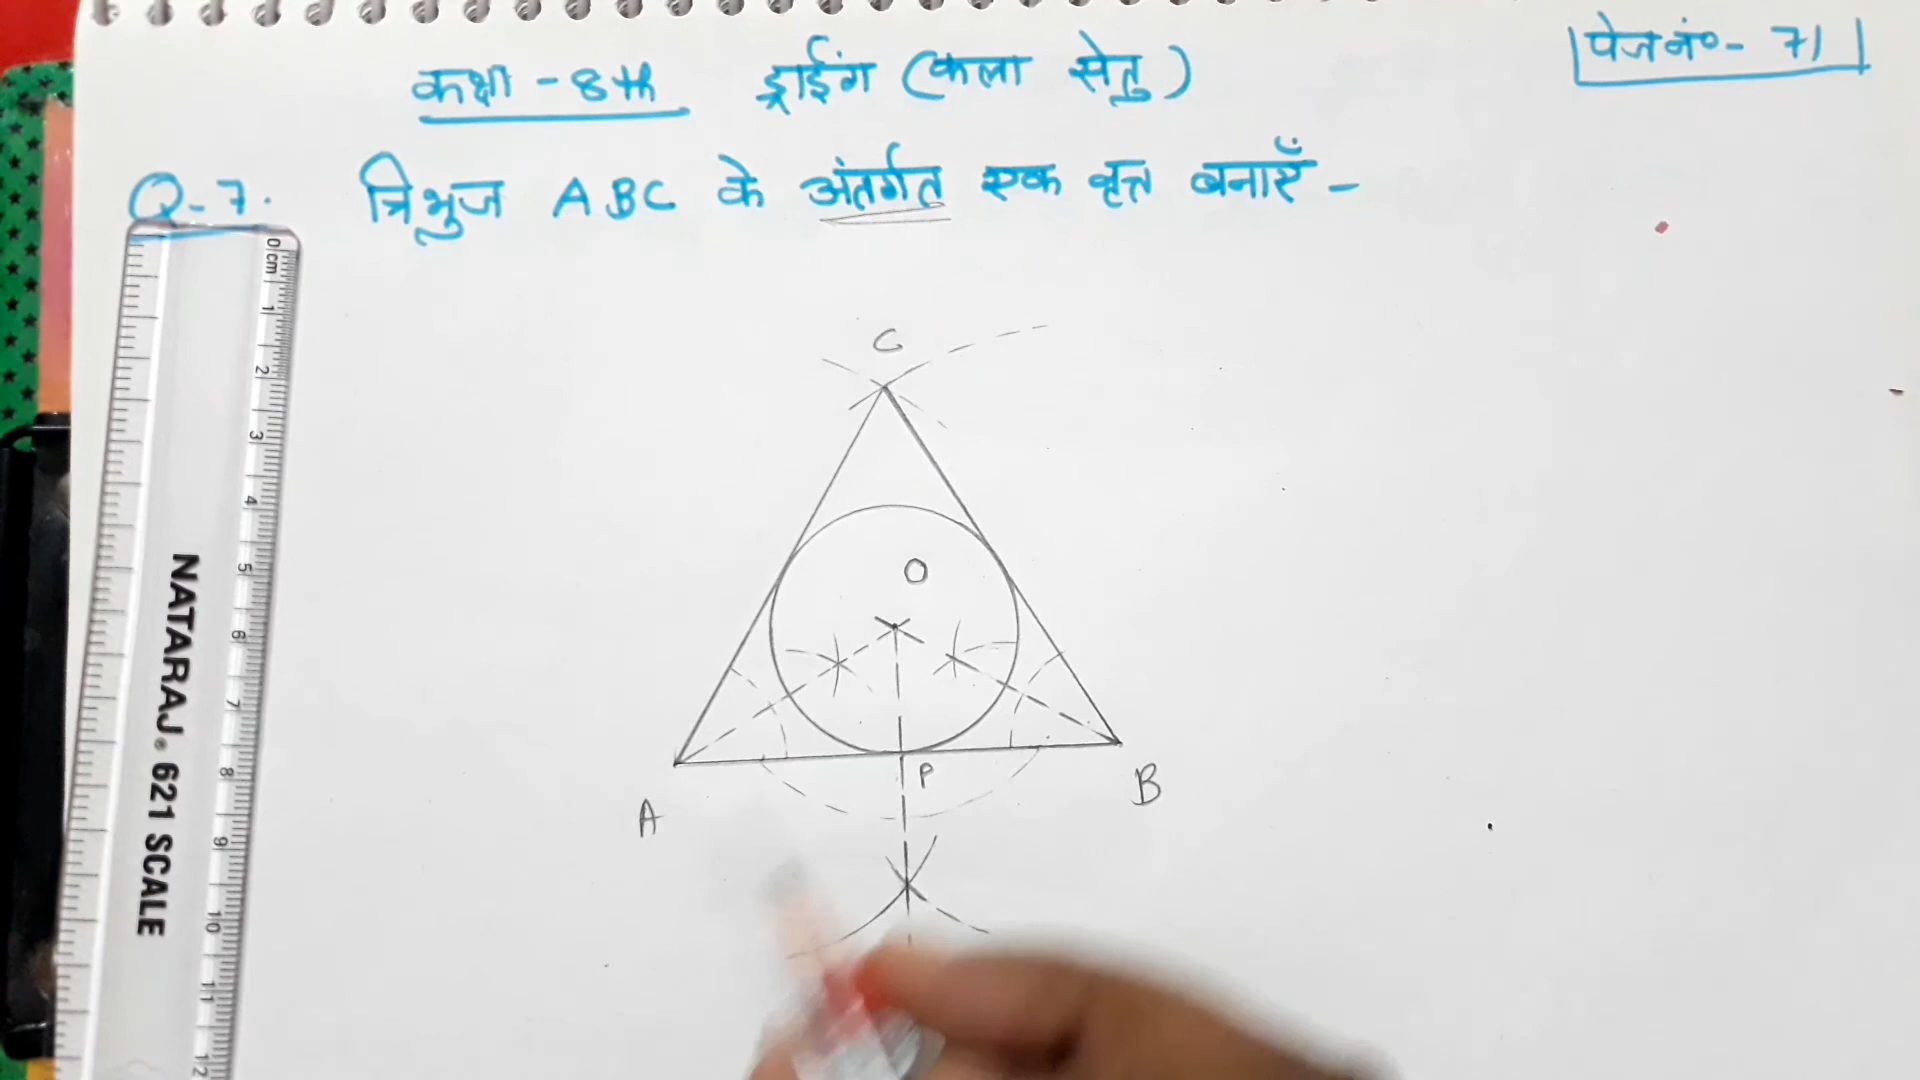 पेज नं०- 71
कक्षा - 8th ड्राईंग (कला सेतु)
Q-7. त्रिभुज ABC के अंतर्गत एक वृत्त बनाएँ -
0 cm 1 2 3 4 5 6 7 8 9 10 11 12
NATARAJ. 621 SCALE
C
O
P
A
B